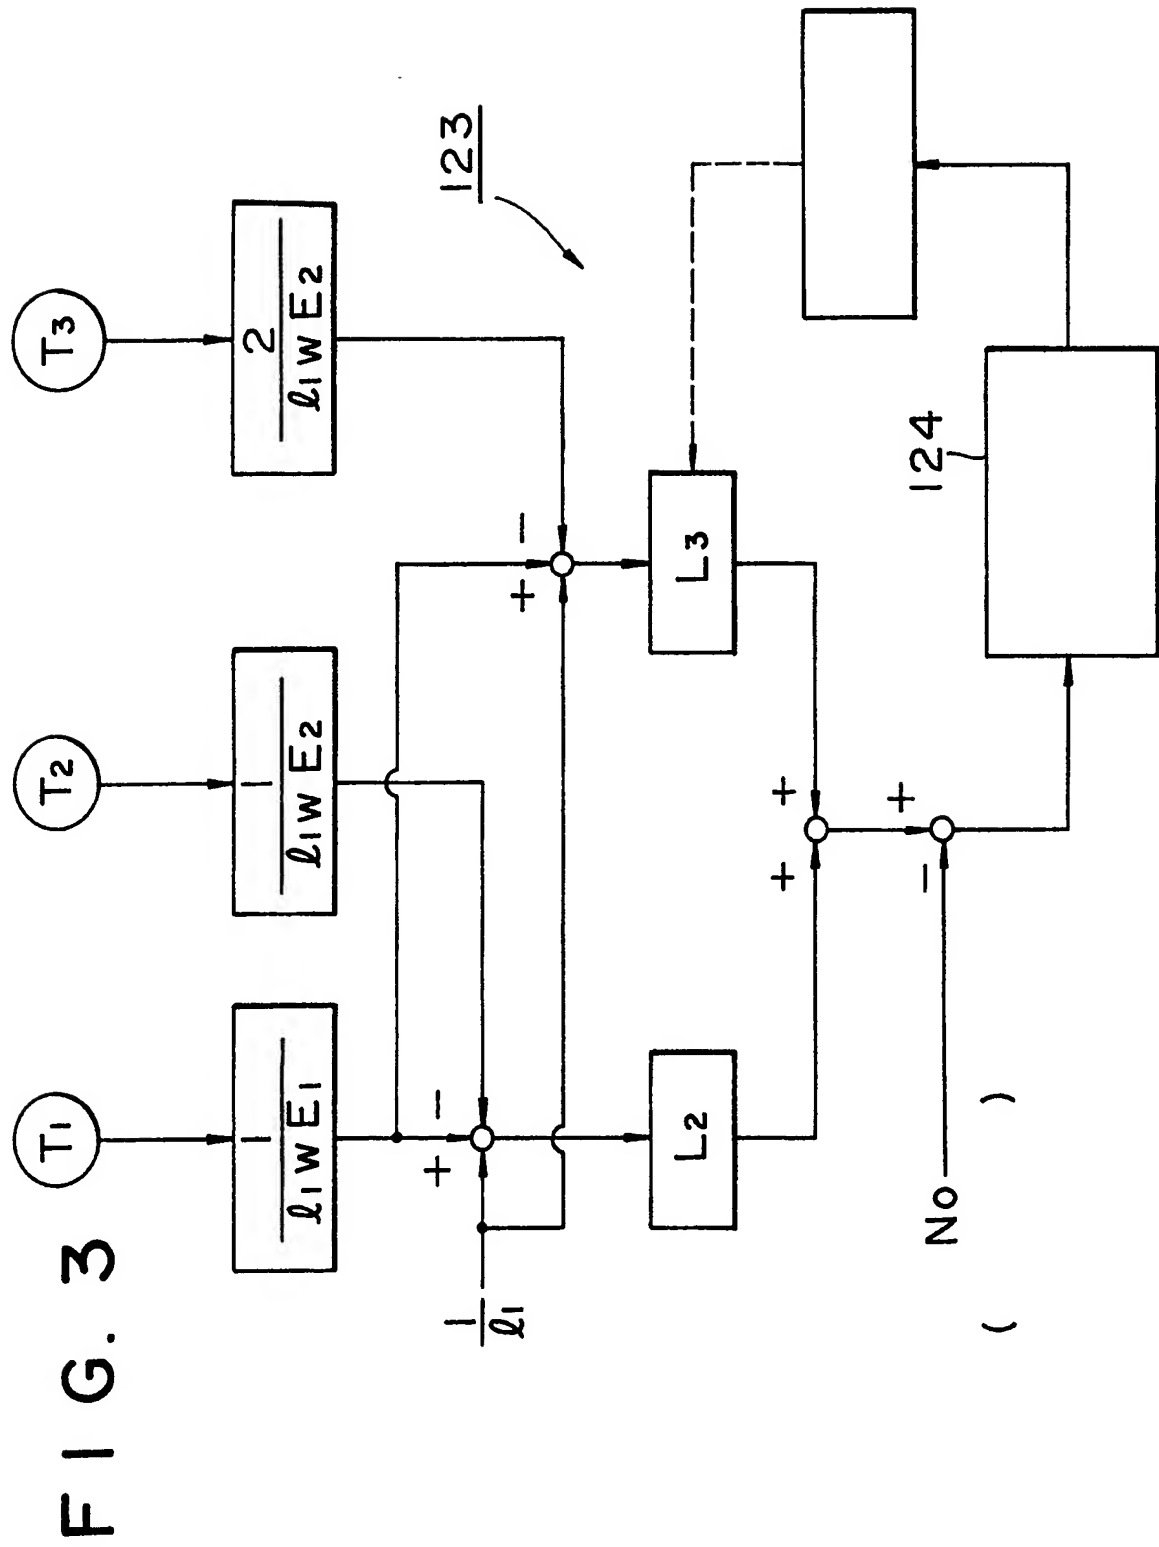 FIG. 3
T1
T2
T3
1
ℓ1WE1
1
ℓ1WE2
2
ℓ1WE2
123
1
ℓ1
+
−
+
−
L2
L3
+
+
+
−
No
124
( )